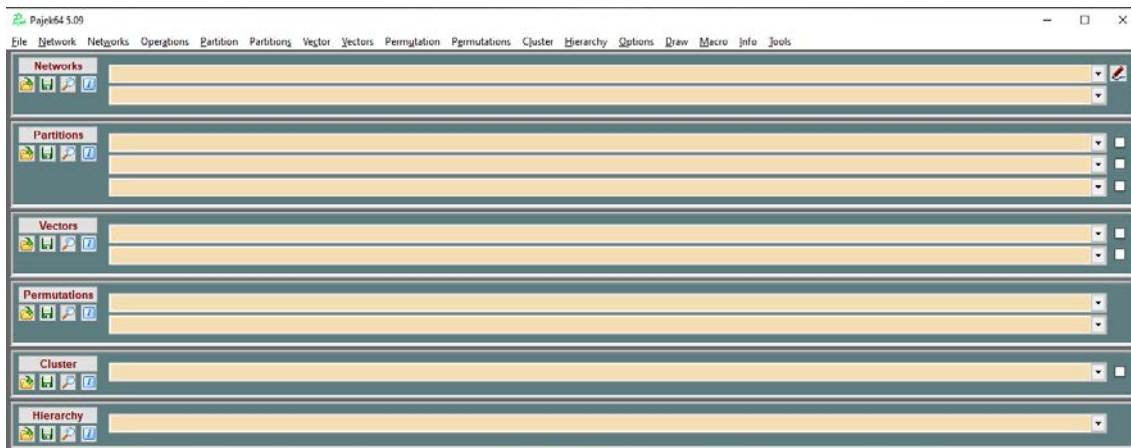 Pajek64 5.09
File Network Networks Operations Partition Partitions Vector Vectors Permutation Permutations Cluster Hierarchy Options Draw Macro Info Tools
Networks
Partitions
Vectors
Permutations
Cluster
Hierarchy